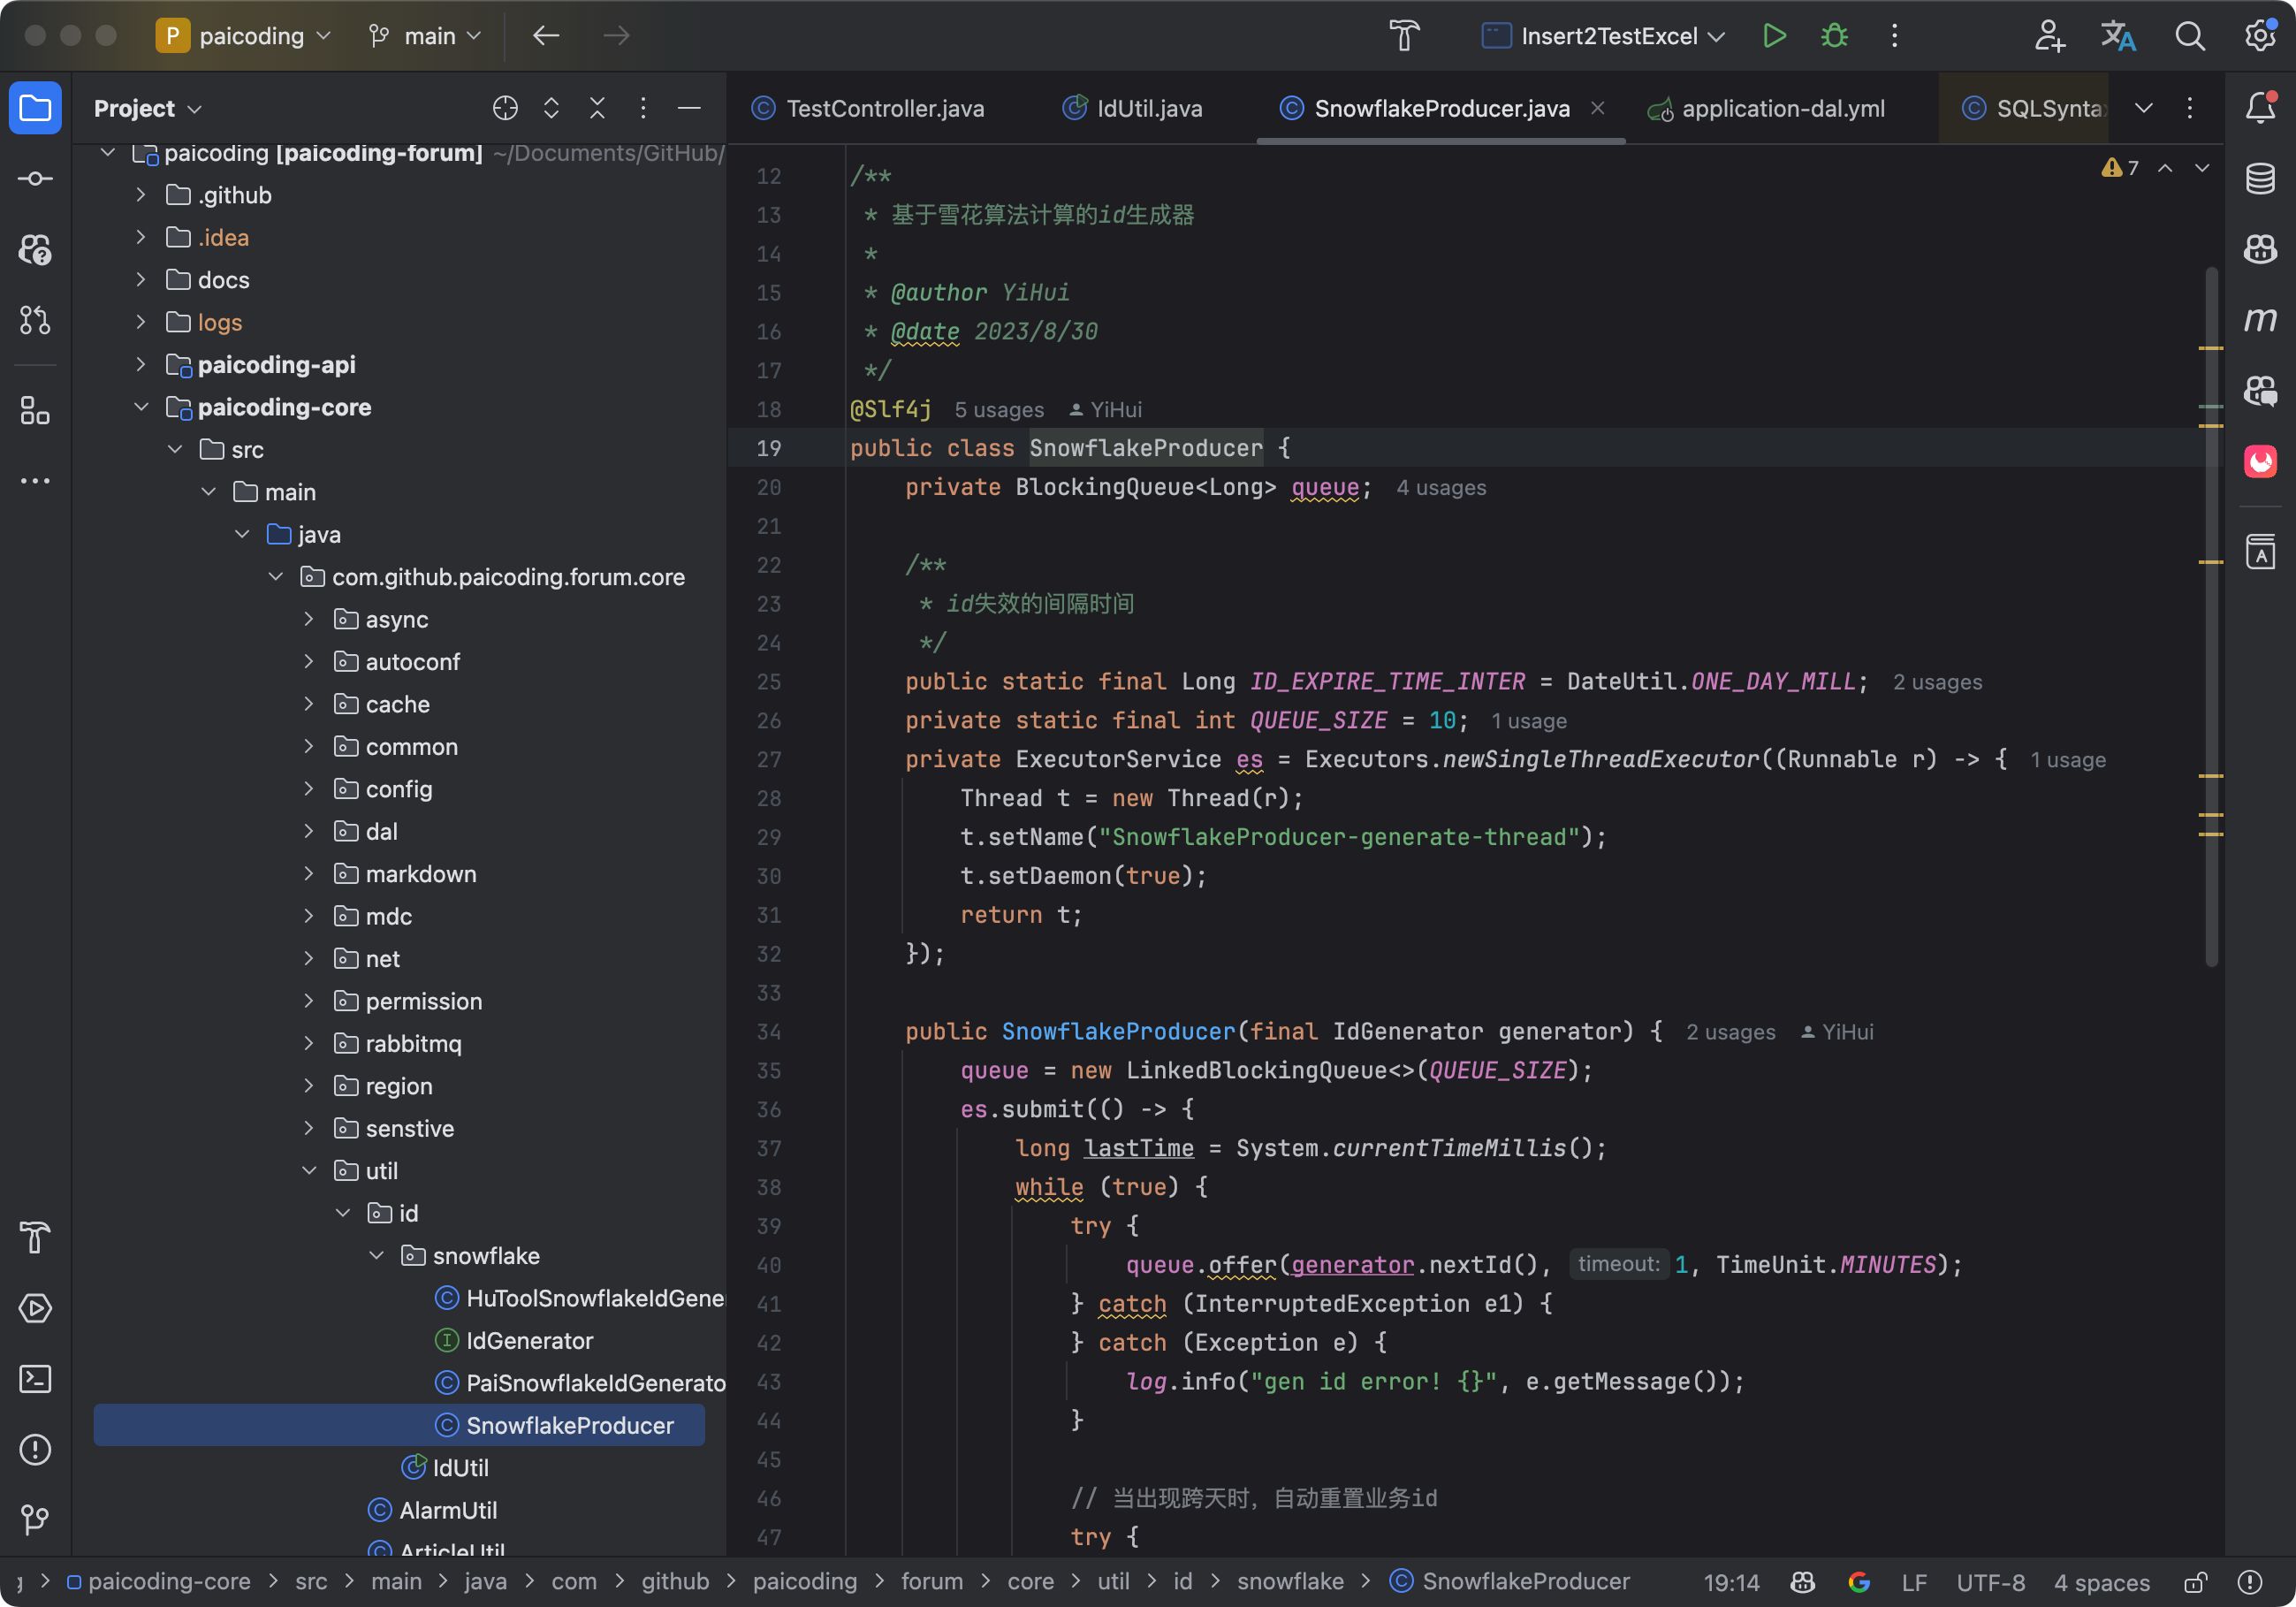 P paicoding main Insert2TestExcel
Project
TestController.java IdUtil.java SnowflakeProducer.java application-dal.yml SQLSynta
paicoding [paicoding-forum] ~/Documents/GitHub/
.github
.idea
docs
logs
paicoding-api
paicoding-core
src
main
java
com.github.paicoding.forum.core
async
autoconf
cache
common
config
dal
markdown
mdc
net
permission
rabbitmq
region
senstive
util
id
snowflake
HuToolSnowflakeIdGene
IdGenerator
PaiSnowflakeIdGenerato
SnowflakeProducer
IdUtil
AlarmUtil
ArticleUtil
7
12 /**
13 * 基于雪花算法计算的id生成器
14 *
15 * @author YiHui
16 * @date 2023/8/30
17 */
18 @Slf4j 5 usages YiHui
19 public class SnowflakeProducer {
20 private BlockingQueue<Long> queue; 4 usages
21
22 /**
23 * id失效的间隔时间
24 */
25 public static final Long ID_EXPIRE_TIME_INTER = DateUtil.ONE_DAY_MILL; 2 usages
26 private static final int QUEUE_SIZE = 10; 1 usage
27 private ExecutorService es = Executors.newSingleThreadExecutor((Runnable r) -> { 1 usage
28 Thread t = new Thread(r);
29 t.setName("SnowflakeProducer-generate-thread");
30 t.setDaemon(true);
31 return t;
32 });
33
34 public SnowflakeProducer(final IdGenerator generator) { 2 usages YiHui
35 queue = new LinkedBlockingQueue<>(QUEUE_SIZE);
36 es.submit(() -> {
37 long lastTime = System.currentTimeMillis();
38 while (true) {
39 try {
40 queue.offer(generator.nextId(), timeout: 1, TimeUnit.MINUTES);
41 } catch (InterruptedException e1) {
42 } catch (Exception e) {
43 log.info("gen id error! {}", e.getMessage());
44 }
45
46 // 当出现跨天时，自动重置业务id
47 try {
paicoding-core > src > main > java > com > github > paicoding > forum > core > util > id > snowflake > SnowflakeProducer 19:14 LF UTF-8 4 spaces